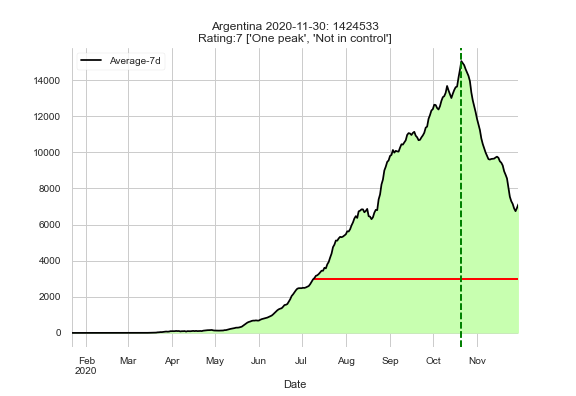 Argentina 2020-11-30: 1424533
Rating:7 ['One peak', 'Not in control']
Average-7d
14000
12000
10000
8000
6000
4000
2000
0
Feb Mar Apr May Jun Jul Aug Sep Oct Nov
2020
Date